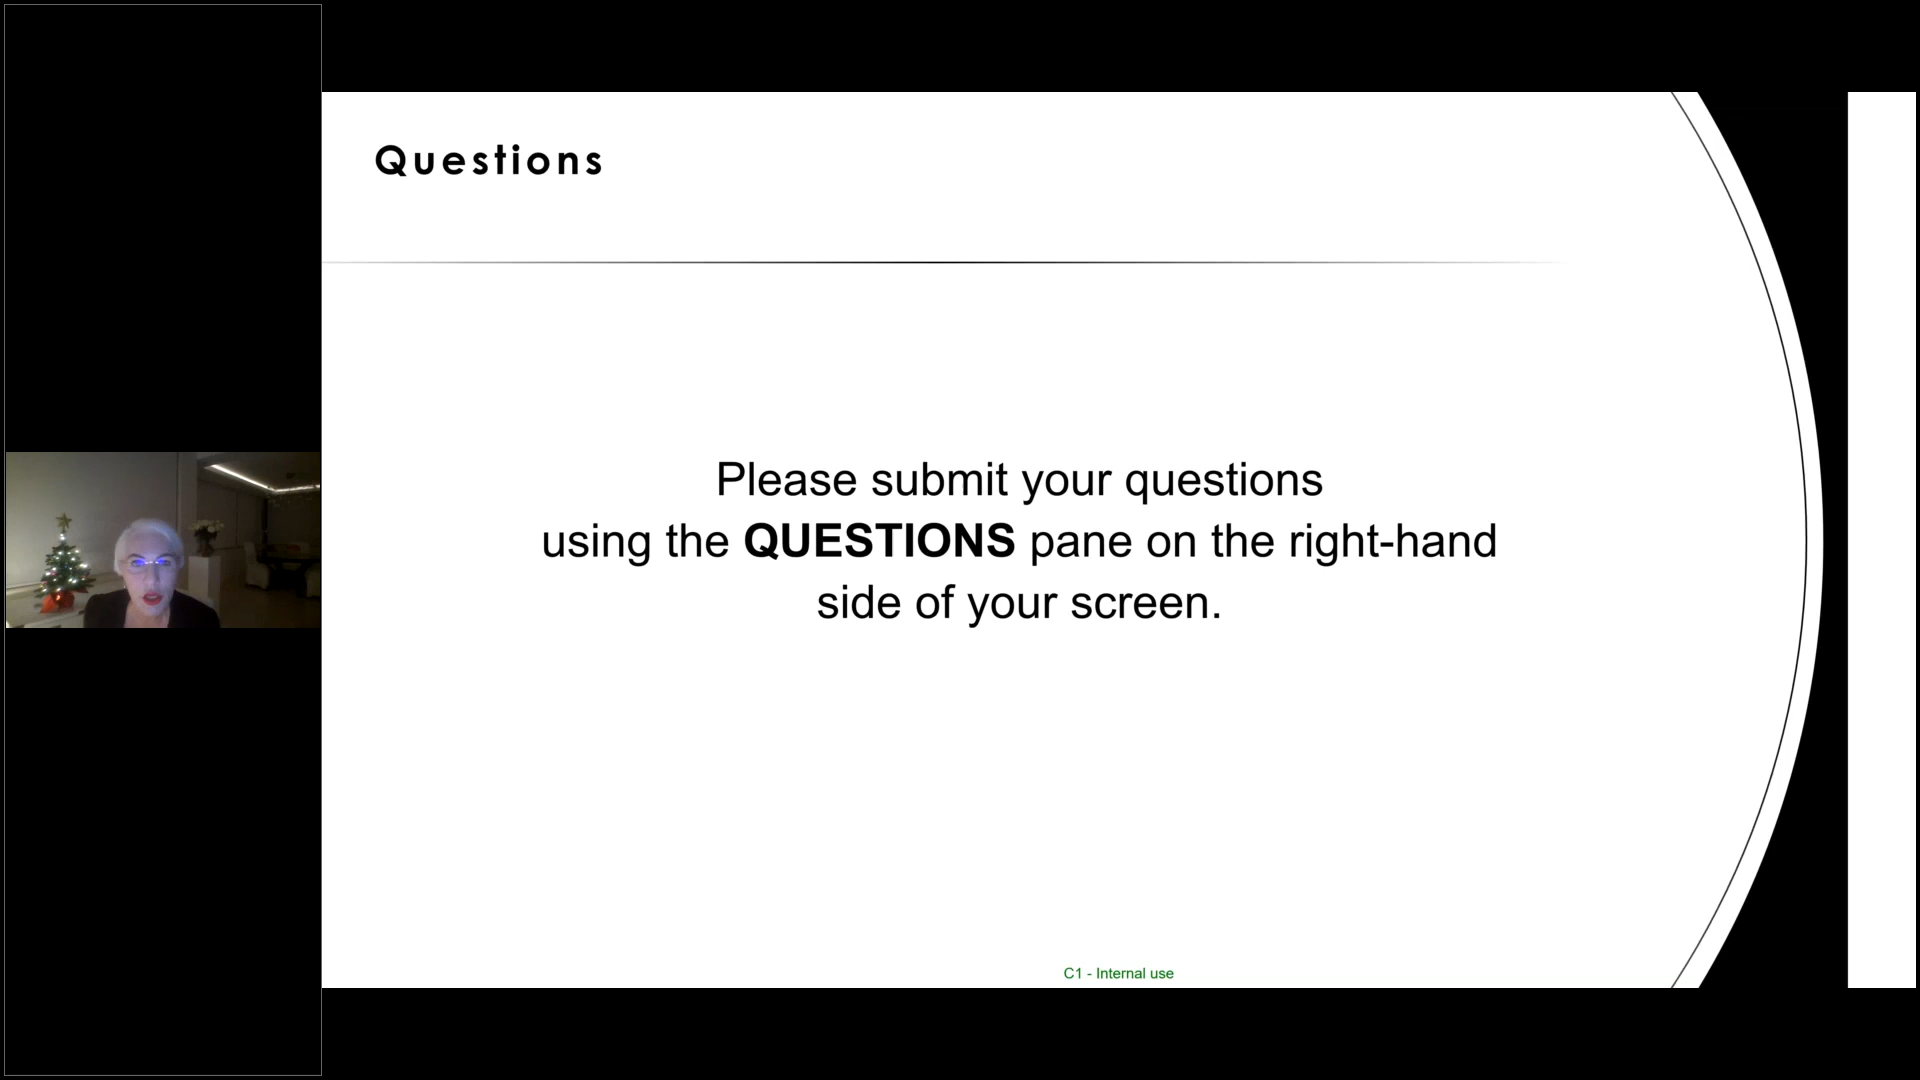 Questions
Please submit your questions
using the QUESTIONS pane on the right-hand
side of your screen.
C1 - Internal use